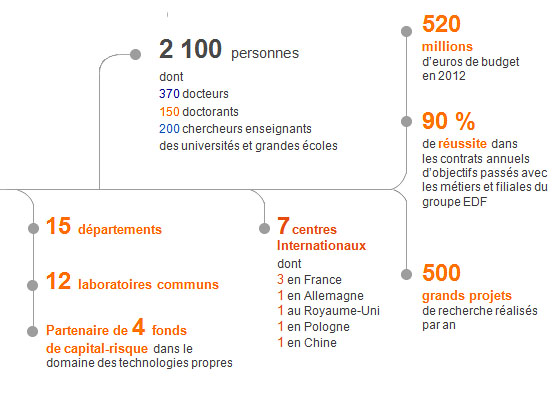 2 100 personnes
dont
370 docteurs
150 doctorants
200 chercheurs enseignants
des universités et grandes écoles
520
millions
d'euros de budget
en 2012
90 %
de réussite dans
les contrats annuels
d'objectifs passés avec
les métiers et filiales du
groupe EDF
15 départements
12 laboratoires communs
Partenaire de 4 fonds
de capital-risque dans le
domaine des technologies propres
7 centres
Internationaux
dont
3 en France
1 en Allemagne
1 au Royaume-Uni
1 en Pologne
1 en Chine
500
grands projets
de recherche réalisés
par an